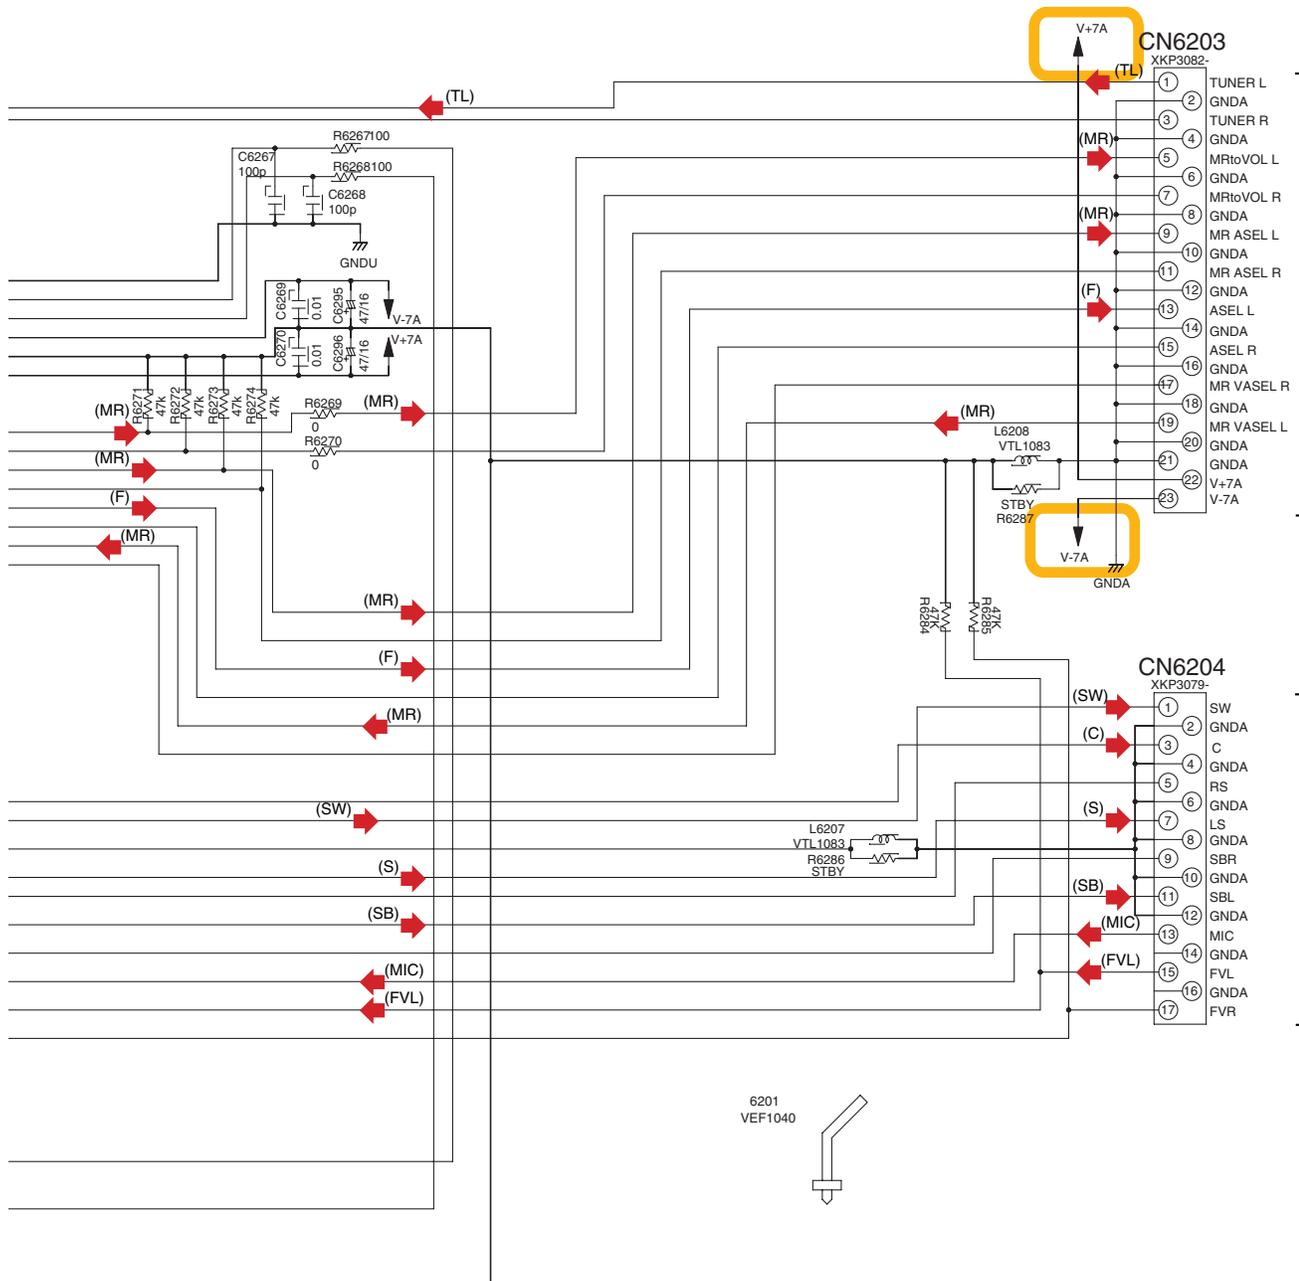 V+7A
CN6203
XKP3082-
(TL)
1 TUNER L
(TL)
2 GNDA
3 TUNER R
R6267100
4 GNDA
(MR)
C6267
100p
5 MRtoVOL L
R6268100
6 GNDA
C6268
100p
7 MRtoVOL R
(MR)
8 GNDA
9 MR ASEL L
10 GNDA
GNDU
11 MR ASEL R
C6269
0.01
C6295
47/16
(F)
12 GNDA
13 ASEL L
V-7A
14 GNDA
V+7A
C6270
0.01
C6296
47/16
15 ASEL R
16 GNDA
17 MR VASEL R
R6271
47k
R6272
47k
R6273
47k
R6274
47k
(MR)
R6269
0
(MR)
18 GNDA
(MR)
19 MR VASEL L
L6208
VTL1083
R6270
0
20 GNDA
(MR)
21 GNDA
22 V+7A
(F)
23 V-7A
STBY
R6287
(MR)
V-7A
GNDA
(MR)
R6284
47K
R6285
47K
(F)
CN6204
XKP3079-
(SW)
1 SW
(MR)
2 GNDA
(C)
3 C
4 GNDA
5 RS
(SW)
6 GNDA
(S)
7 LS
L6207
VTL1083
8 GNDA
R6286
STBY
9 SBR
(S)
10 GNDA
(SB)
11 SBL
(SB)
12 GNDA
(MIC)
13 MIC
14 GNDA
(MIC)
(FVL)
15 FVL
(FVL)
16 GNDA
17 FVR
6201
VEF1040